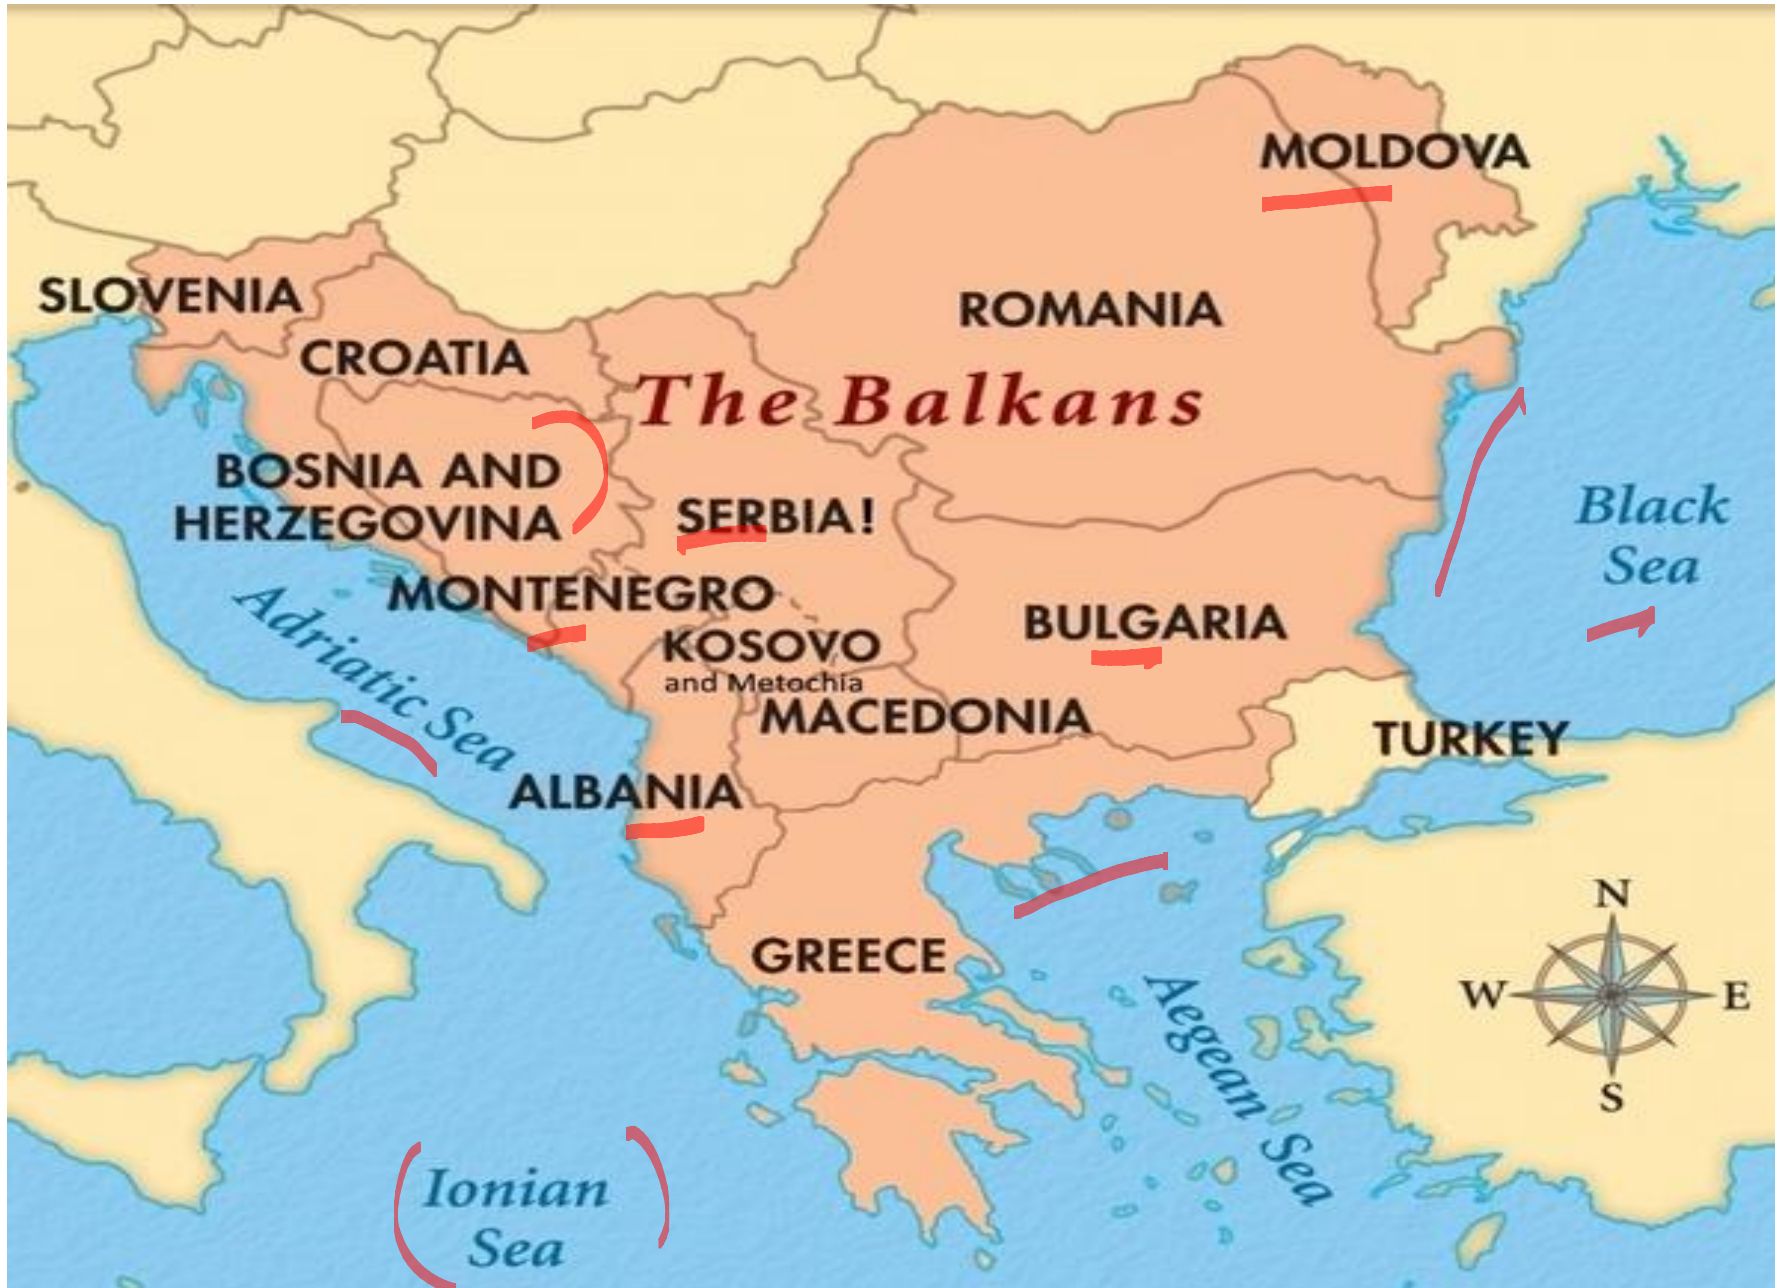 MOLDOVA
SLOVENIA
ROMANIA
CROATIA
The Balkans
BOSNIA AND
HERZEGOVINA
SERBIA!
Black
Sea
MONTENEGRO
BULGARIA
KOSOVO
and Metochia
Adriatic Sea
MACEDONIA
TURKEY
ALBANIA
GREECE
N
W
E
S
Aegean Sea
Ionian
Sea